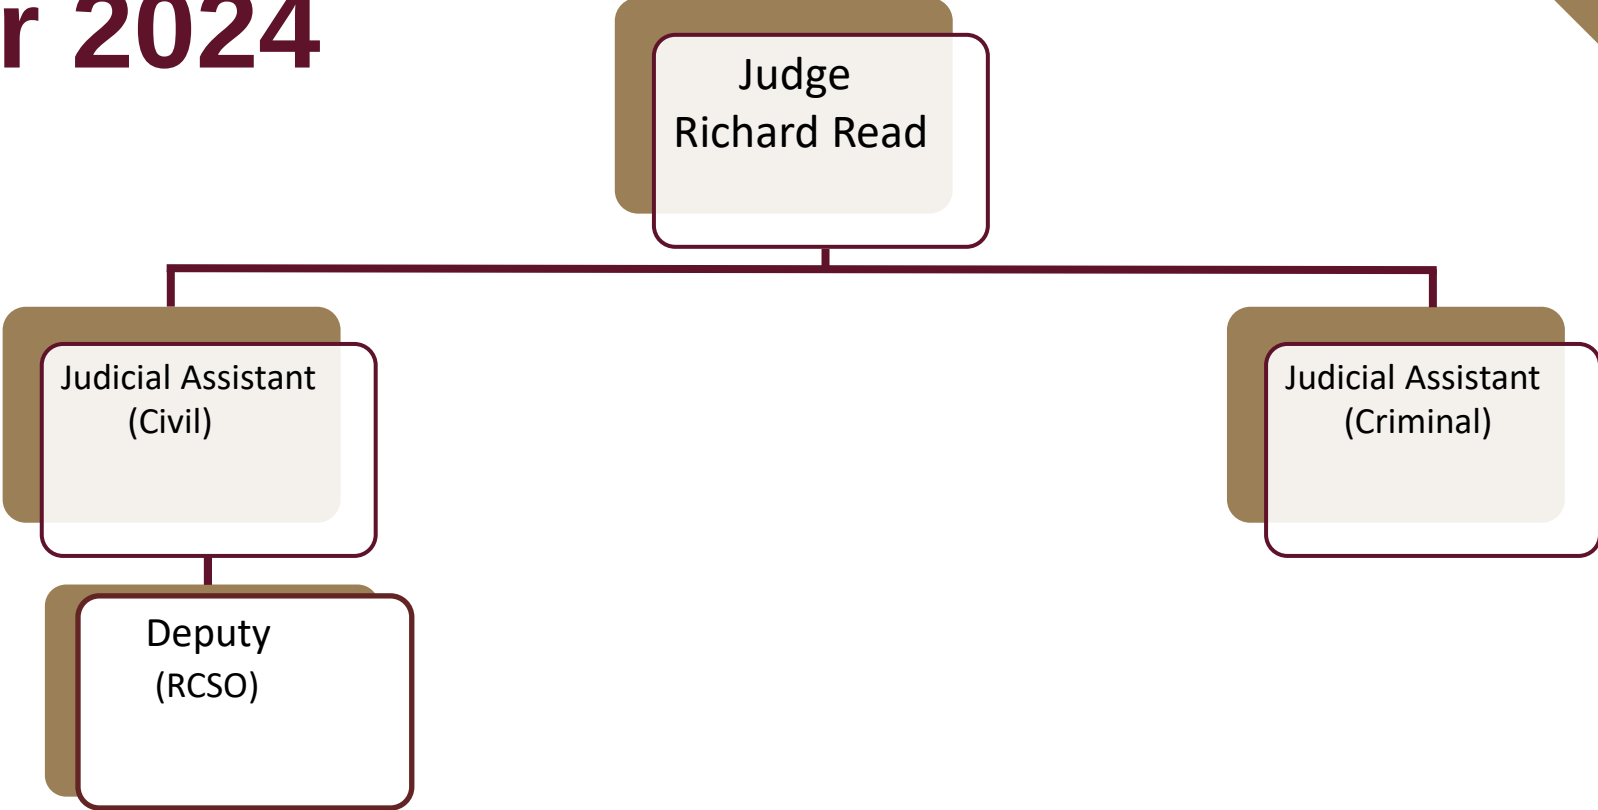 r 2024
Judge
Richard Read
Judicial Assistant
(Civil)
Judicial Assistant
(Criminal)
Deputy
(RCSO)